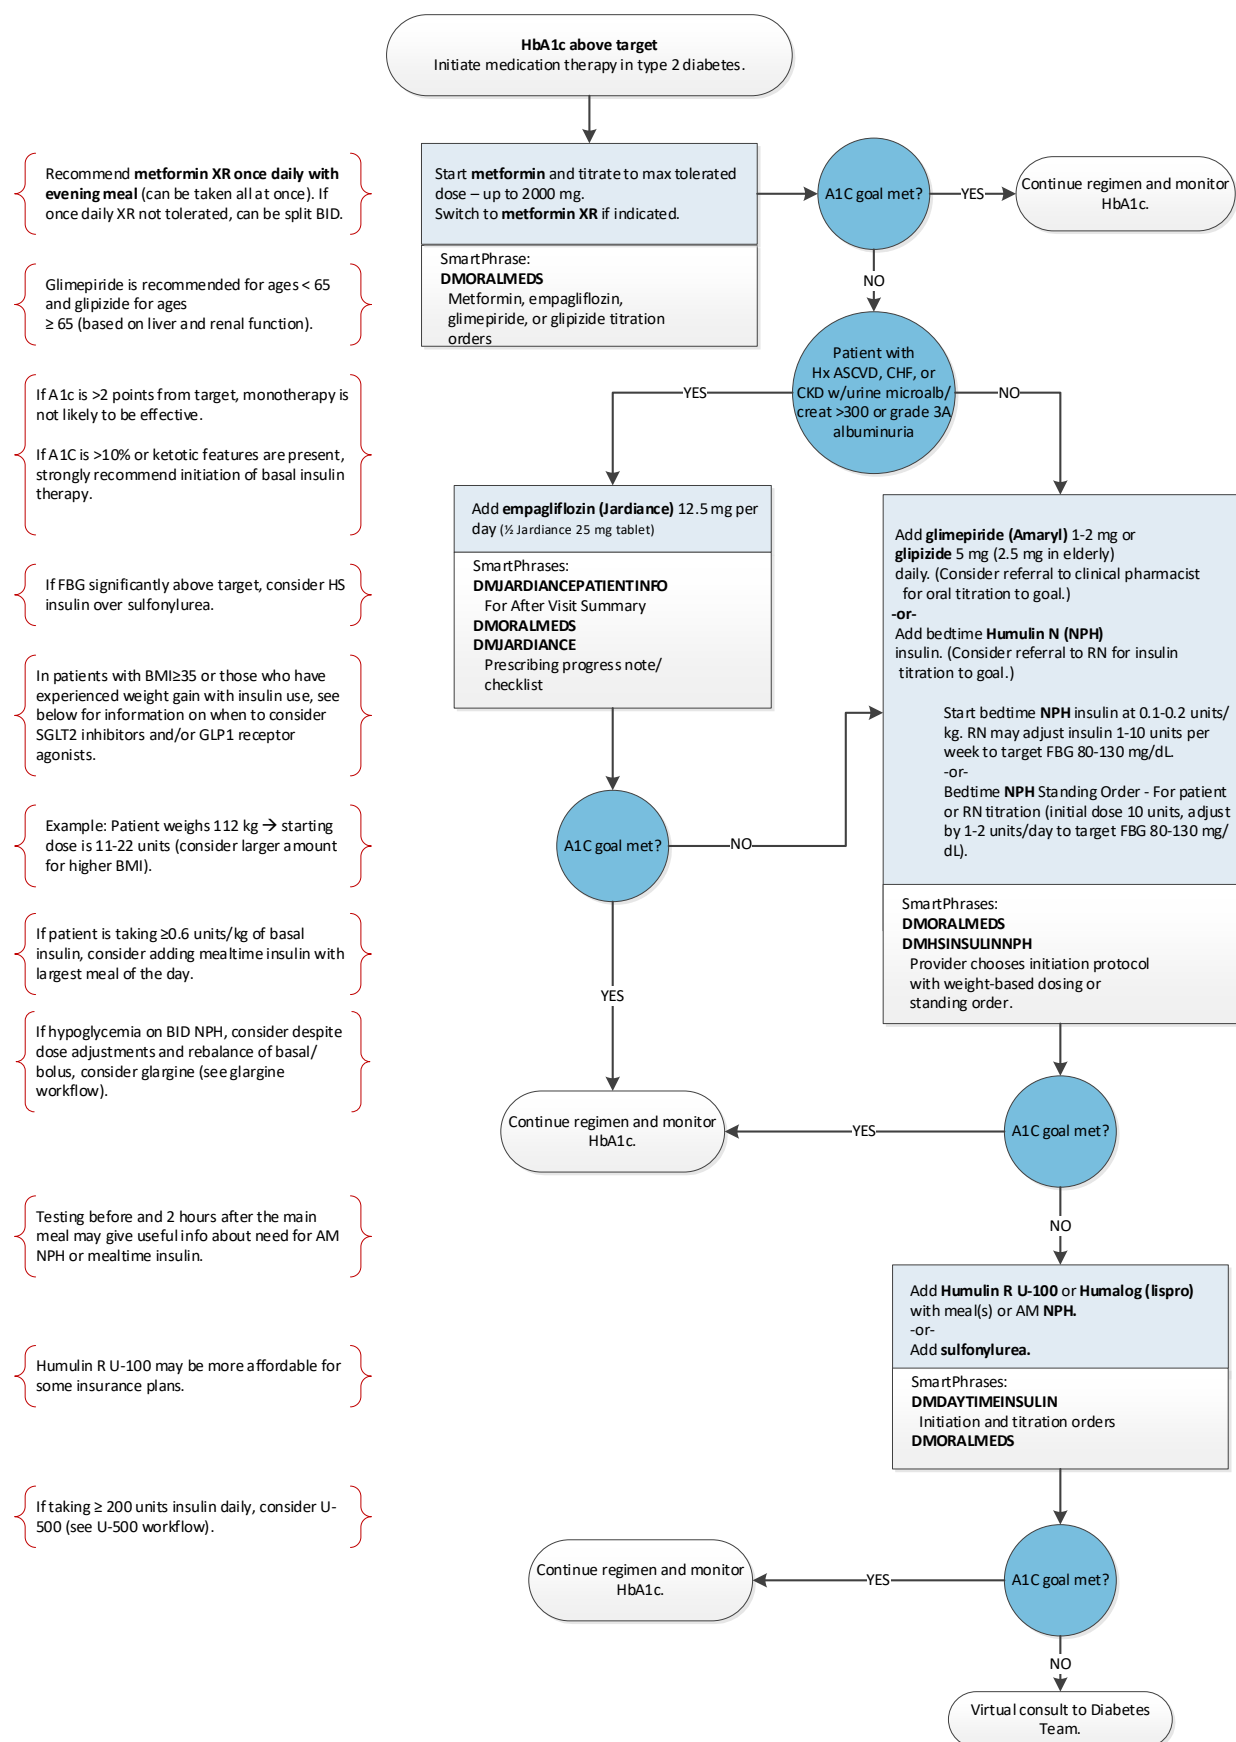 HbA1c above target
Initiate medication therapy in type 2 diabetes.
Recommend metformin XR once daily with
evening meal (can be taken all at once). If
once daily XR not tolerated, can be split BID.
Start metformin and titrate to max tolerated
dose – up to 2000 mg.
Switch to metformin XR if indicated.
SmartPhrase:
DMORALMEDS
Metformin, empagliflozin,
glimepiride, or glipizide titration
orders
A1C goal met?
YES
Continue regimen and monitor
HbA1c.
NO
Glimepiride is recommended for ages < 65
and glipizide for ages
≥ 65 (based on liver and renal function).
Patient with
Hx ASCVD, CHF, or
CKD w/urine microalb/
creat >300 or grade 3A
albuminuria
YES
NO
If A1c is >2 points from target, monotherapy is
not likely to be effective.
If A1C is >10% or ketotic features are present,
strongly recommend initiation of basal insulin
therapy.
Add empagliflozin (Jardiance) 12.5 mg per
day (½ Jardiance 25 mg tablet)
SmartPhrases:
DMJARDIANCEPATIENTINFO
For After Visit Summary
DMORALMEDS
DMJARDIANCE
Prescribing progress note/
checklist
Add glimepiride (Amaryl) 1-2 mg or
glipizide 5 mg (2.5 mg in elderly)
daily. (Consider referral to clinical pharmacist
for oral titration to goal.)
-or-
Add bedtime Humulin N (NPH)
insulin. (Consider referral to RN for insulin
titration to goal.)
Start bedtime NPH insulin at 0.1-0.2 units/
kg. RN may adjust insulin 1-10 units per
week to target FBG 80-130 mg/dL.
-or-
Bedtime NPH Standing Order - For patient
or RN titration (initial dose 10 units, adjust
by 1-2 units/day to target FBG 80-130 mg/
dL).
SmartPhrases:
DMORALMEDS
DMHSINSULINNPH
Provider chooses initiation protocol
with weight-based dosing or
standing order.
If FBG significantly above target, consider HS
insulin over sulfonylurea.
In patients with BMI≥35 or those who have
experienced weight gain with insulin use, see
below for information on when to consider
SGLT2 inhibitors and/or GLP1 receptor
agonists.
Example: Patient weighs 112 kg → starting
dose is 11-22 units (consider larger amount
for higher BMI).
A1C goal met?
NO
YES
If patient is taking ≥0.6 units/kg of basal
insulin, consider adding mealtime insulin with
largest meal of the day.
If hypoglycemia on BID NPH, consider despite
dose adjustments and rebalance of basal/
bolus, consider glargine (see glargine
workflow).
Continue regimen and monitor
HbA1c.
YES
A1C goal met?
NO
Testing before and 2 hours after the main
meal may give useful info about need for AM
NPH or mealtime insulin.
Add Humulin R U-100 or Humalog (lispro)
with meal(s) or AM NPH.
-or-
Add sulfonylurea.
SmartPhrases:
DMDAYTIMEINSULIN
Initiation and titration orders
DMORALMEDS
Humulin R U-100 may be more affordable for
some insurance plans.
If taking ≥ 200 units insulin daily, consider U-
500 (see U-500 workflow).
Continue regimen and monitor
HbA1c.
YES
A1C goal met?
NO
Virtual consult to Diabetes
Team.